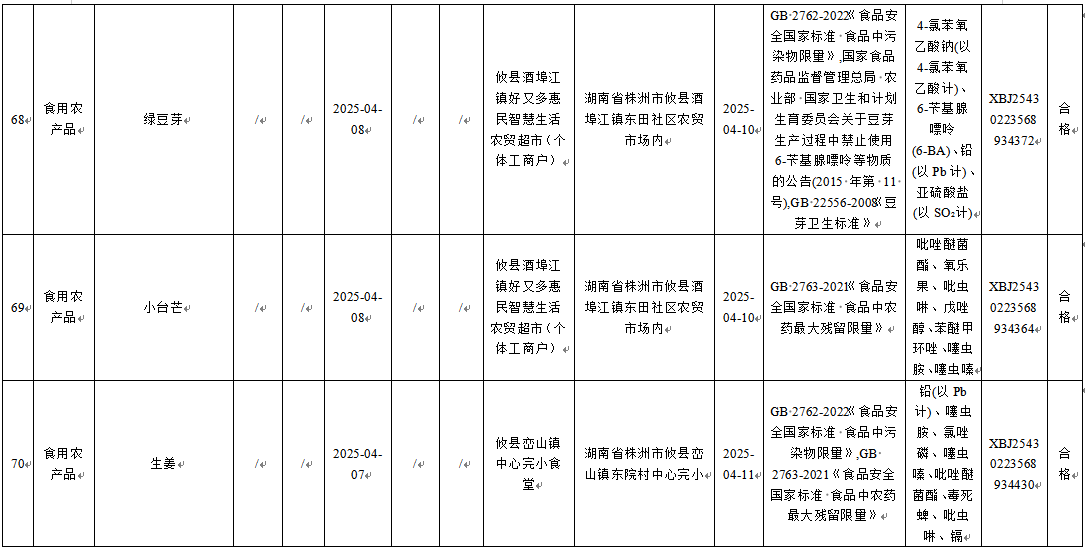 68
食用农
产品
绿豆芽
/
/
2025-04-
08
/
/
攸县酒埠江
镇好又多惠
民智慧生活
农贸超市（个
体工商户）
湖南省株洲市攸县酒
埠江镇东田社区农贸
市场内
2025-
04-10
GB 2762-2022《食品安
全国家标准 食品中污
染物限量》,国家食品
药品监督管理总局 农
业部 国家卫生和计划
生育委员会关于豆芽
生产过程中禁止使用
6-苄基腺嘌呤等物质
的公告(2015 年第 11
号),GB 22556-2008《豆
芽卫生标准》
4-氯苯氧
乙酸钠(以
4-氯苯氧
乙酸计)、
6-苄基腺
嘌呤
(6-BA)、铅
(以 Pb 计)、
亚硫酸盐
(以 SO₂计)
XBJ2543
0223568
934372
合
格
69
食用农
产品
小台芒
/
/
2025-04-
08
/
/
攸县酒埠江
镇好又多惠
民智慧生活
农贸超市（个
体工商户）
湖南省株洲市攸县酒
埠江镇东田社区农贸
市场内
2025-
04-10
GB 2763-2021《食品安
全国家标准 食品中农
药最大残留限量》
吡唑醚菌
酯、氧乐
果、吡虫
啉、戊唑
醇、苯醚甲
环唑、噻虫
胺、噻虫嗪
XBJ2543
0223568
934364
合
格
70
食用农
产品
生姜
/
/
2025-04-
07
/
/
攸县峦山镇
中心完小食
堂
湖南省株洲市攸县峦
山镇东院村中心完小
2025-
04-11
GB 2762-2022《食品安
全国家标准 食品中污
染物限量》,GB
2763-2021《食品安全
国家标准 食品中农药
最大残留限量》
铅(以 Pb
计)、噻虫
胺、氯唑
磷、噻虫
嗪、吡唑醚
菌酯、毒死
蜱、吡虫
啉、镉
XBJ2543
0223568
934430
合
格